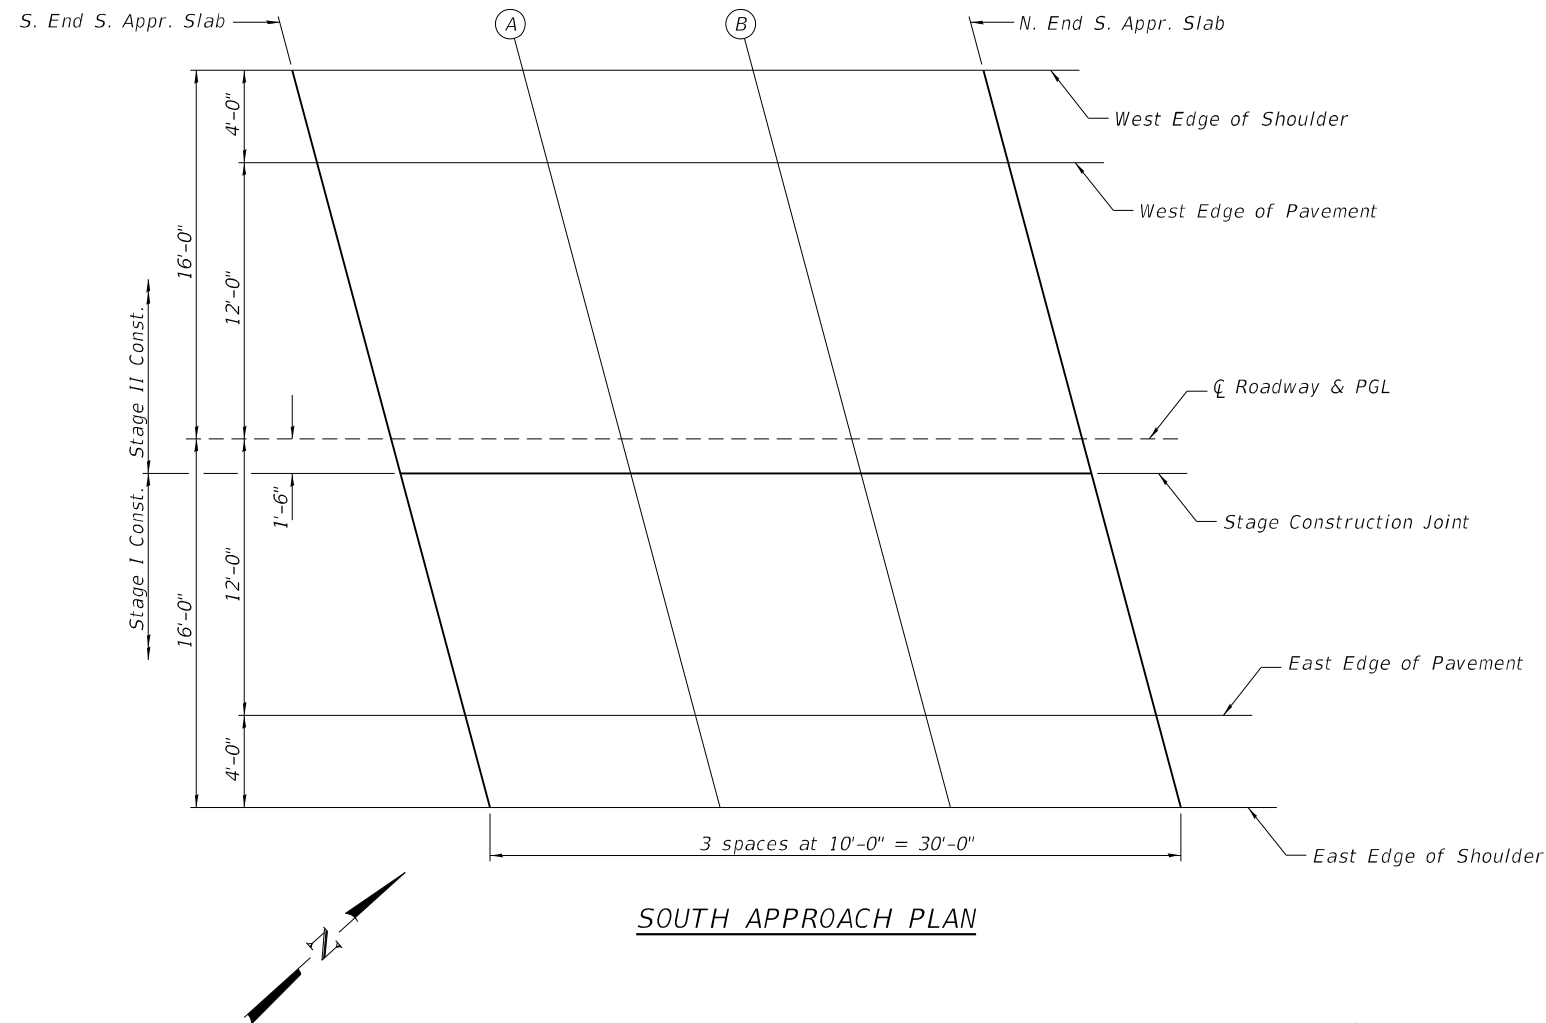 S. End S. Appr. Slab
A
B
N. End S. Appr. Slab
West Edge of Shoulder
4'-0"
West Edge of Pavement
16'-0"
12'-0"
Stage II Const.
℄ Roadway & PGL
1'-6"
Stage Construction Joint
Stage I Const.
12'-0"
16'-0"
East Edge of Pavement
4'-0"
3 spaces at 10'-0" = 30'-0"
East Edge of Shoulder
SOUTH APPROACH PLAN
N